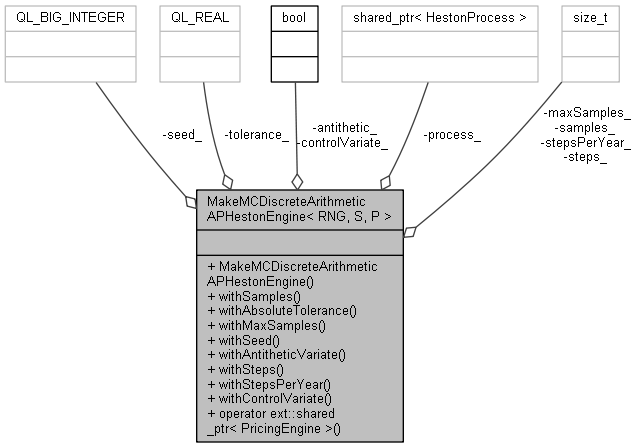 QL_BIG_INTEGER
QL_REAL
bool
shared_ptr< HestonProcess >
size_t
-seed_
-tolerance_
-antithetic_
-controlVariate_
-process_
-maxSamples_
-samples_
-stepsPerYear_
-steps_
MakeMCDiscreteArithmetic
APHestonEngine< RNG, S, P >
+ MakeMCDiscreteArithmetic
APHestonEngine()
+ withSamples()
+ withAbsoluteTolerance()
+ withMaxSamples()
+ withSeed()
+ withAntitheticVariate()
+ withSteps()
+ withStepsPerYear()
+ withControlVariate()
+ operator ext::shared
_ptr< PricingEngine >()